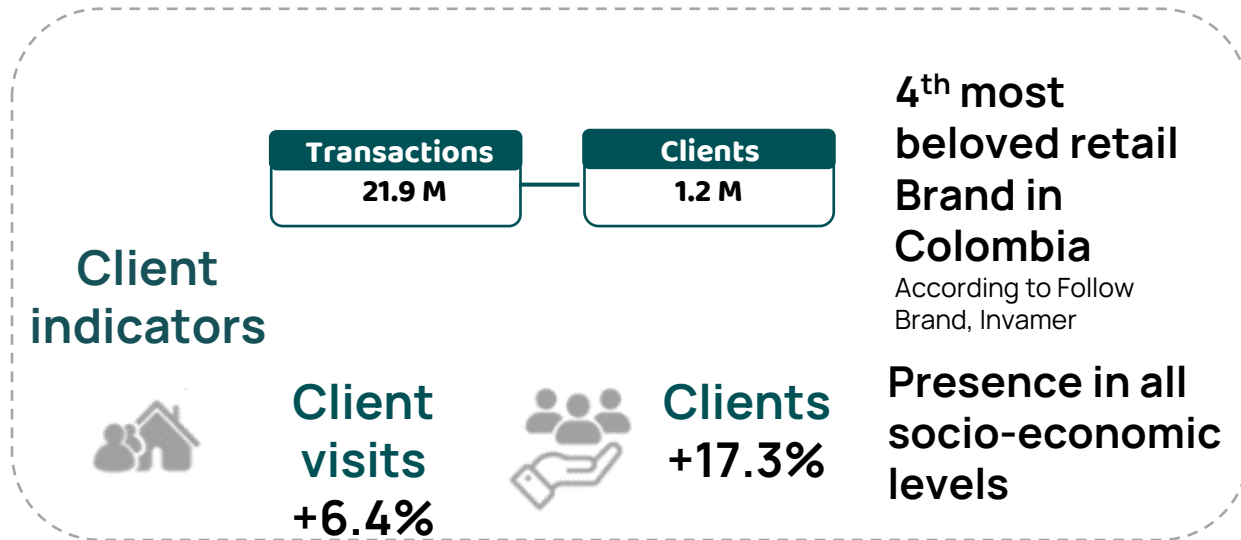 Client
indicators
Transactions
21.9 M
Clients
1.2 M
Client
visits
+6.4%
Clients
+17.3%
4th most
beloved retail
Brand in
Colombia
According to Follow
Brand, Invamer
Presence in all
socio-economic
levels